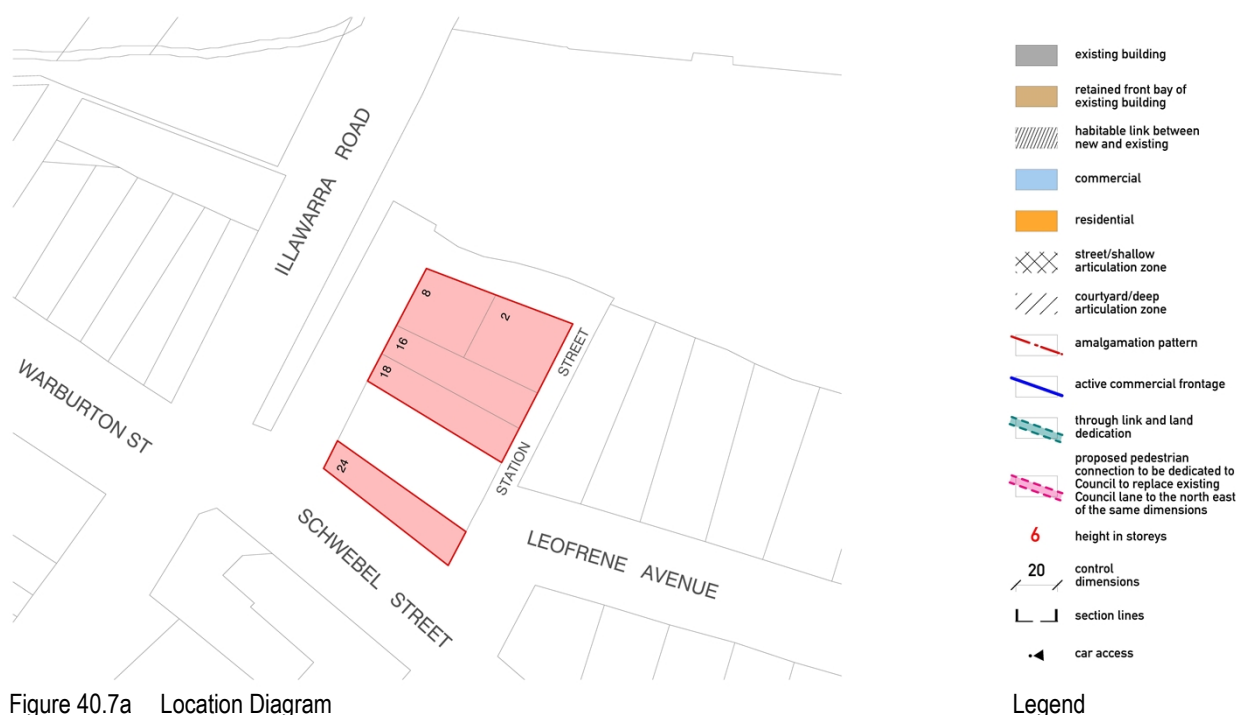 ILLAWARRA ROAD
8
2
16
18
STREET
STATION
24
WARBURTON ST
SCHWEBEL STREET
LEOFRENE AVENUE
Figure 40.7a Location Diagram
existing building
retained front bay of
existing building
habitable link between
new and existing
commercial
residential
street/shallow
articulation zone
courtyard/deep
articulation zone
amalgamation pattern
active commercial frontage
through link and land
dedication
proposed pedestrian
connection to be dedicated to
Council to replace existing
Council lane to the north east
of the same dimensions
6 height in storeys
20 control
dimensions
section lines
car access
Legend